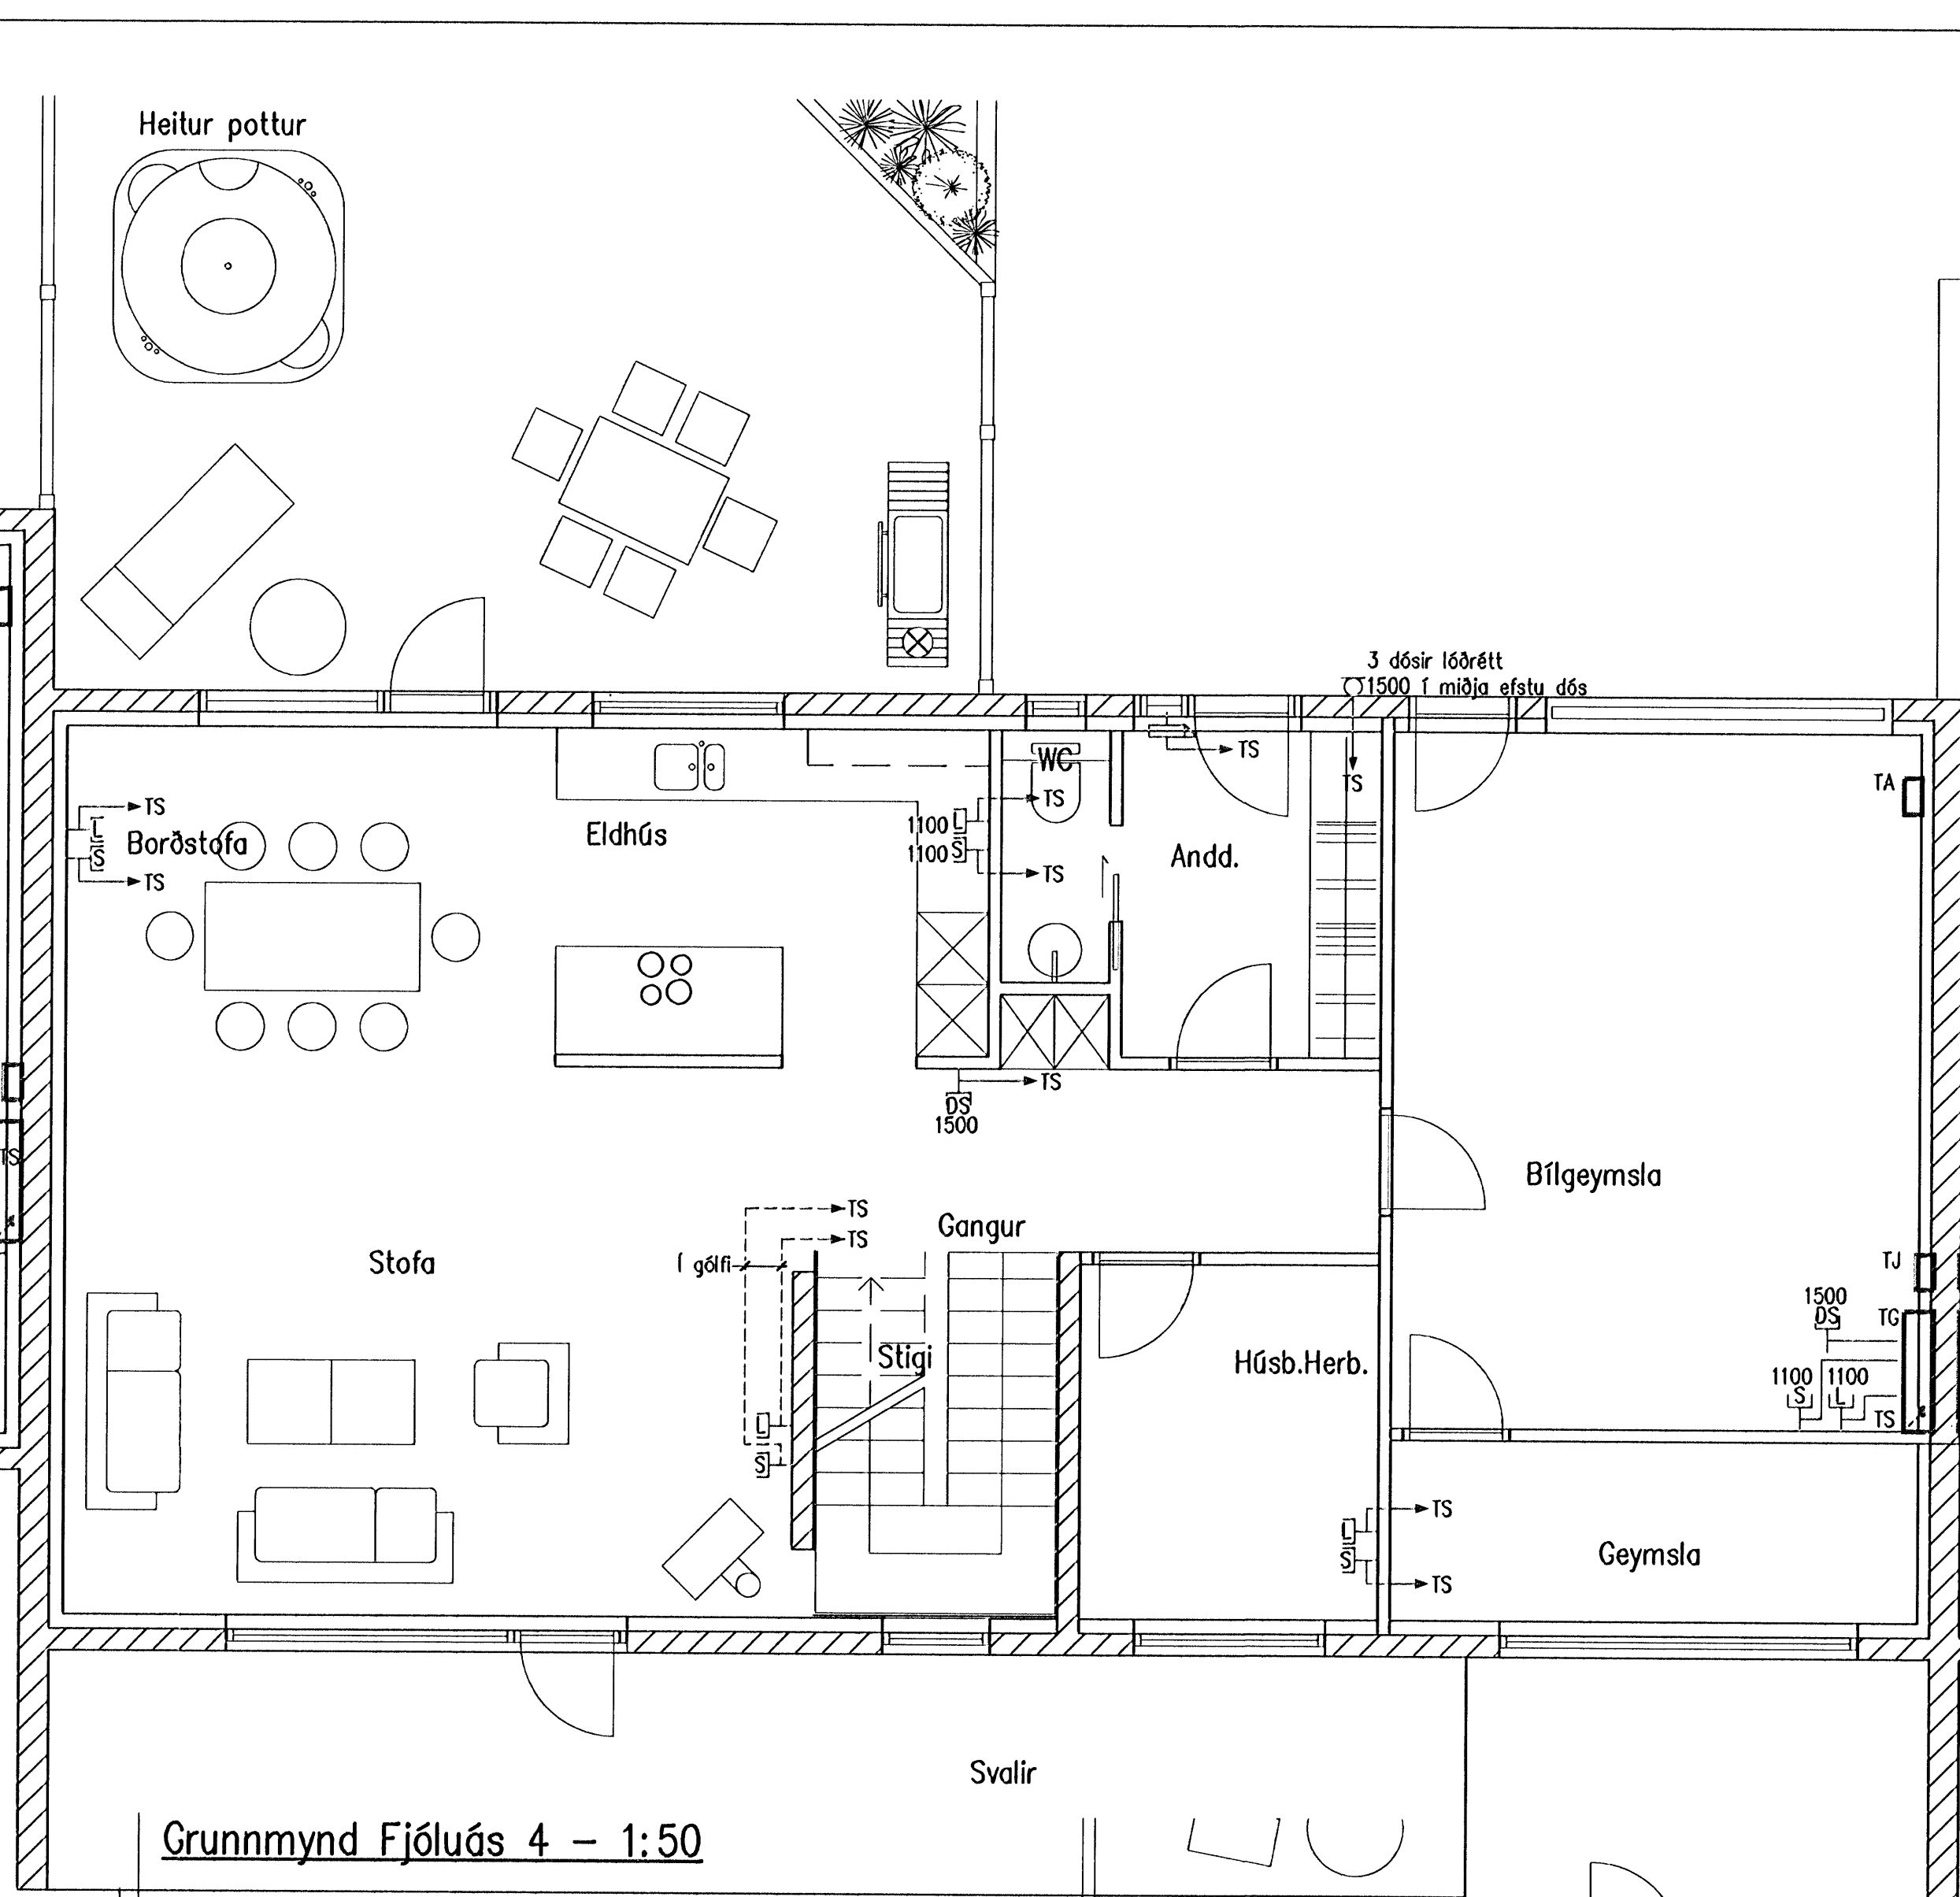 Heitur pottur
3 dósir lóðrétt
1500 í miðja efstu dós
WC
TS
TS
TA
TS
Borðstofa
L
S
TS
Eldhús
1100 L
TS
1100 S
TS
Andd.
TS
DS
1500
TS
Bílgeymsla
TS
TS
Gangur
Í gólfi
Stofa
TJ
1500
DS
TG
Stigi
Húsb.Herb.
1100
S
1100
L
TS
L
S
TS
L
S
TS
Geymsla
Svalir
Grunnmynd Fjóluás 4 – 1:50